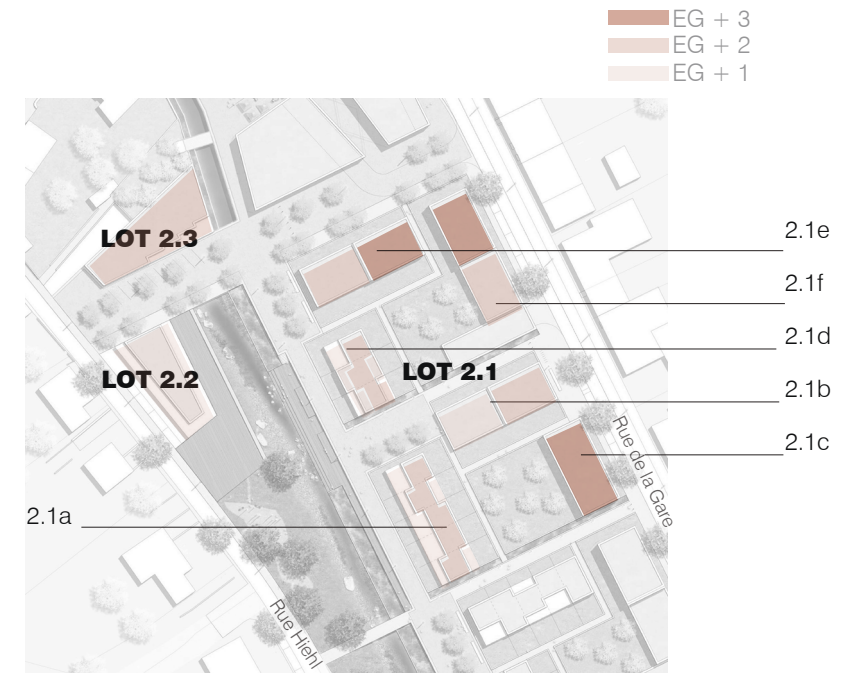 EG + 3
EG + 2
EG + 1
2.1e
LOT 2.3
2.1f
2.1d
LOT 2.1
LOT 2.2
2.1b
2.1c
Rue de la Gare
2.1a
Rue Hiehl